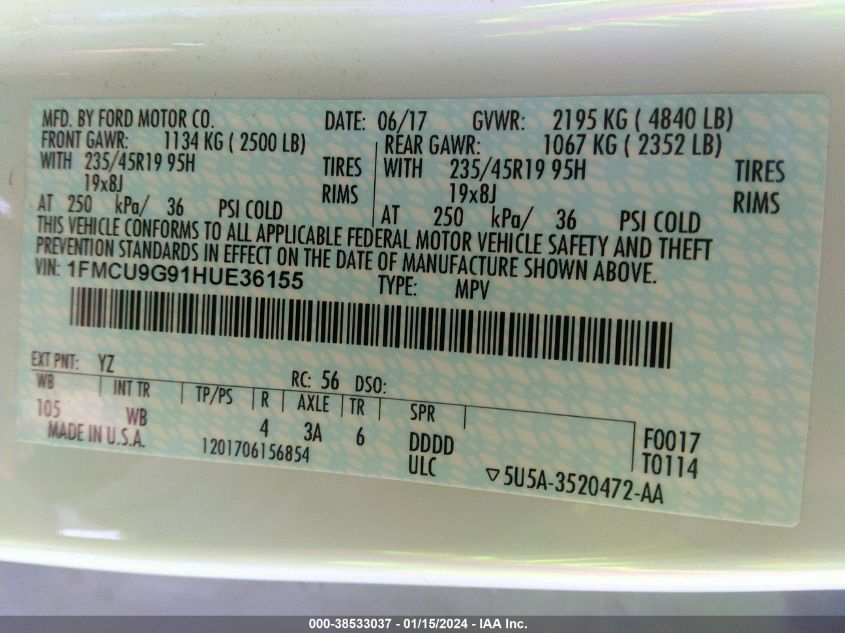 MFD. BY FORD MOTOR CO. DATE: 06/17 GVWR: 2195 KG ( 4840 LB)
FRONT GAWR: 1134 KG ( 2500 LB) REAR GAWR: 1067 KG ( 2352 LB)
WITH 235/45R19 95H TIRES WITH 235/45R19 95H TIRES
19x8J RIMS 19x8J RIMS
AT 250 kPa/ 36 PSI COLD AT 250 kPa/ 36 PSI COLD
THIS VEHICLE CONFORMS TO ALL APPLICABLE FEDERAL MOTOR VEHICLE SAFETY AND THEFT
PREVENTION STANDARDS IN EFFECT ON THE DATE OF MANUFACTURE SHOWN ABOVE.
VIN: 1FMCU9G91HUE36155 TYPE: MPV
EXT PNT: YZ RC: 56 DSO:
WB INT TR TP/PS R AXLE TR SPR
105 WB 4 3A 6 DDDD F0017
MADE IN U.S.A. 1201706156854 ULC T0114
▽5U5A-3520472-AA
000-38533037 - 01/15/2024 - IAA Inc.